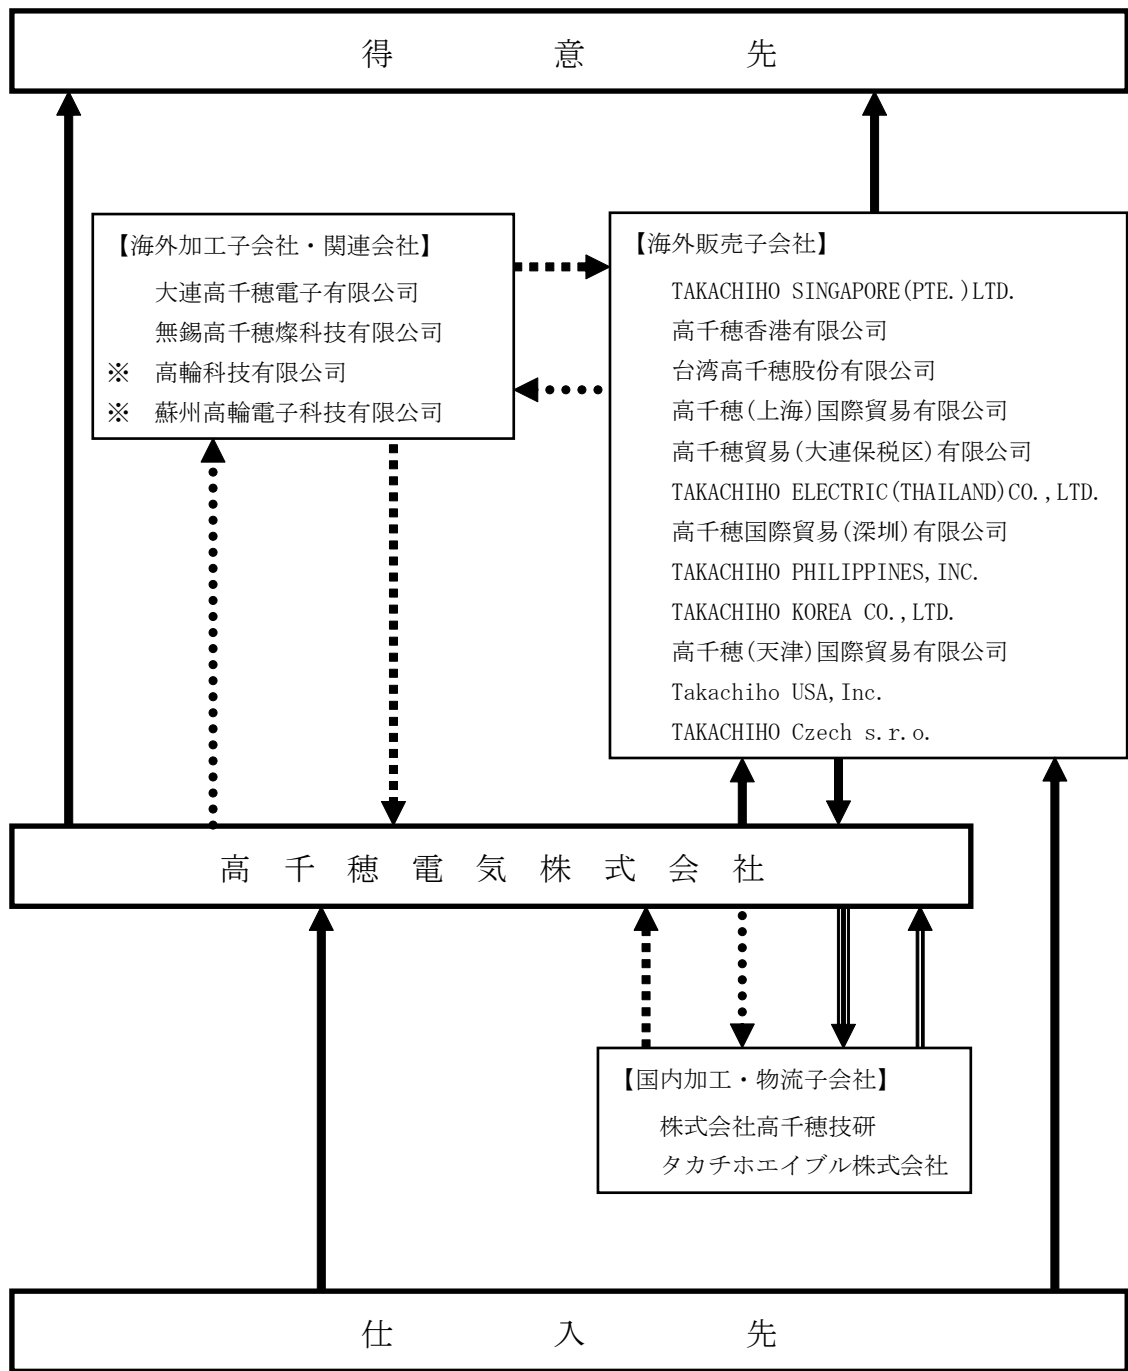 得意先
【海外加工子会社・関連会社】
大連高千穂電子有限公司
無錫高千穂燦科技有限公司
※ 高輪科技有限公司
※ 蘇州高輪電子科技有限公司
【海外販売子会社】
TAKACHIHO SINGAPORE(PTE.)LTD.
高千穂香港有限公司
台湾高千穂股份有限公司
高千穂(上海)国際貿易有限公司
高千穂貿易(大連保税区)有限公司
TAKACHIHO ELECTRIC(THAILAND)CO.,LTD.
高千穂国際貿易(深圳)有限公司
TAKACHIHO PHILIPPINES,INC.
TAKACHIHO KOREA CO.,LTD.
高千穂(天津)国際貿易有限公司
Takachiho USA,Inc.
TAKACHIHO Czech s.r.o.
高千穂電気株式会社
【国内加工・物流子会社】
株式会社高千穂技研
タカチホエイブル株式会社
仕入先